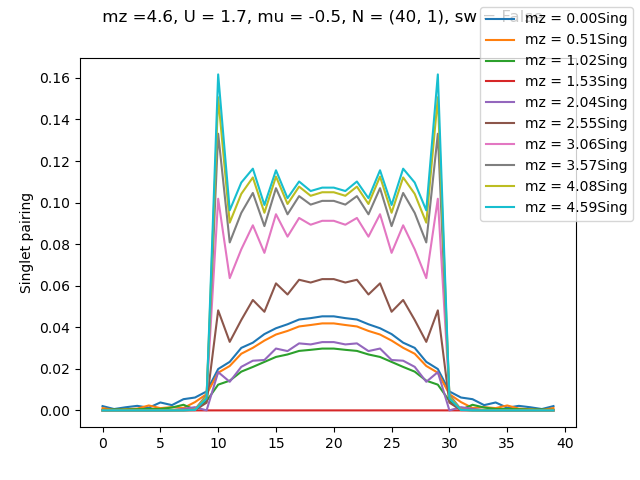 mz =4.6, U = 1.7, mu = -0.5, N = (40, 1), sw = False
mz = 0.00Sing
mz = 0.51Sing
mz = 1.02Sing
mz = 1.53Sing
mz = 2.04Sing
mz = 2.55Sing
mz = 3.06Sing
mz = 3.57Sing
mz = 4.08Sing
mz = 4.59Sing
Singlet pairing
0.16
0.14
0.12
0.10
0.08
0.06
0.04
0.02
0.00
0 5 10 15 20 25 30 35 40